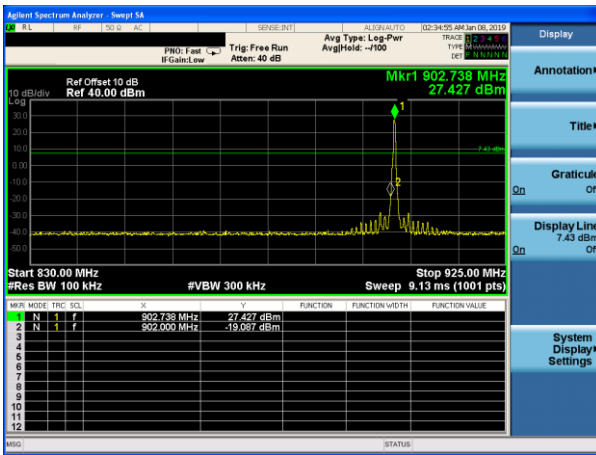 Agilent Spectrum Analyzer - Swept SA
RL RF 50 Ω AC SENSE:INT ALIGNAUTO 02:34:55 AM Jan 08, 2019
Avg Type: Log-Pwr
TRACE 1 2 3 4 5 6
PNO: Fast Trig: Free Run Avg|Hold: --/100 TYPE
IFGain:Low Atten: 40 dB DET P N N N N N
Display
Mkr1 902.738 MHz
27.427 dBm
Ref Offset 10 dB
10 dB/div Ref 40.00 dBm
Log
30.0
20.0
10.0
0.00
-10.0
-20.0
-30.0
-40.0
-50.0
1
7.43 dBm
2
Start 830.00 MHz Stop 925.00 MHz
#Res BW 100 kHz #VBW 300 kHz Sweep 9.13 ms (1001 pts)
MKR MODE TRC SCL X Y FUNCTION FUNCTION WIDTH FUNCTION VALUE
1 N 1 f 902.738 MHz 27.427 dBm
2 N 1 f 902.000 MHz -19.087 dBm
3
4
5
6
7
8
9
10
11
12
MSG STATUS
Annotation
Title
Graticule
On Of
Display Line
7.43 dBm
On Of
System
Display
Settings